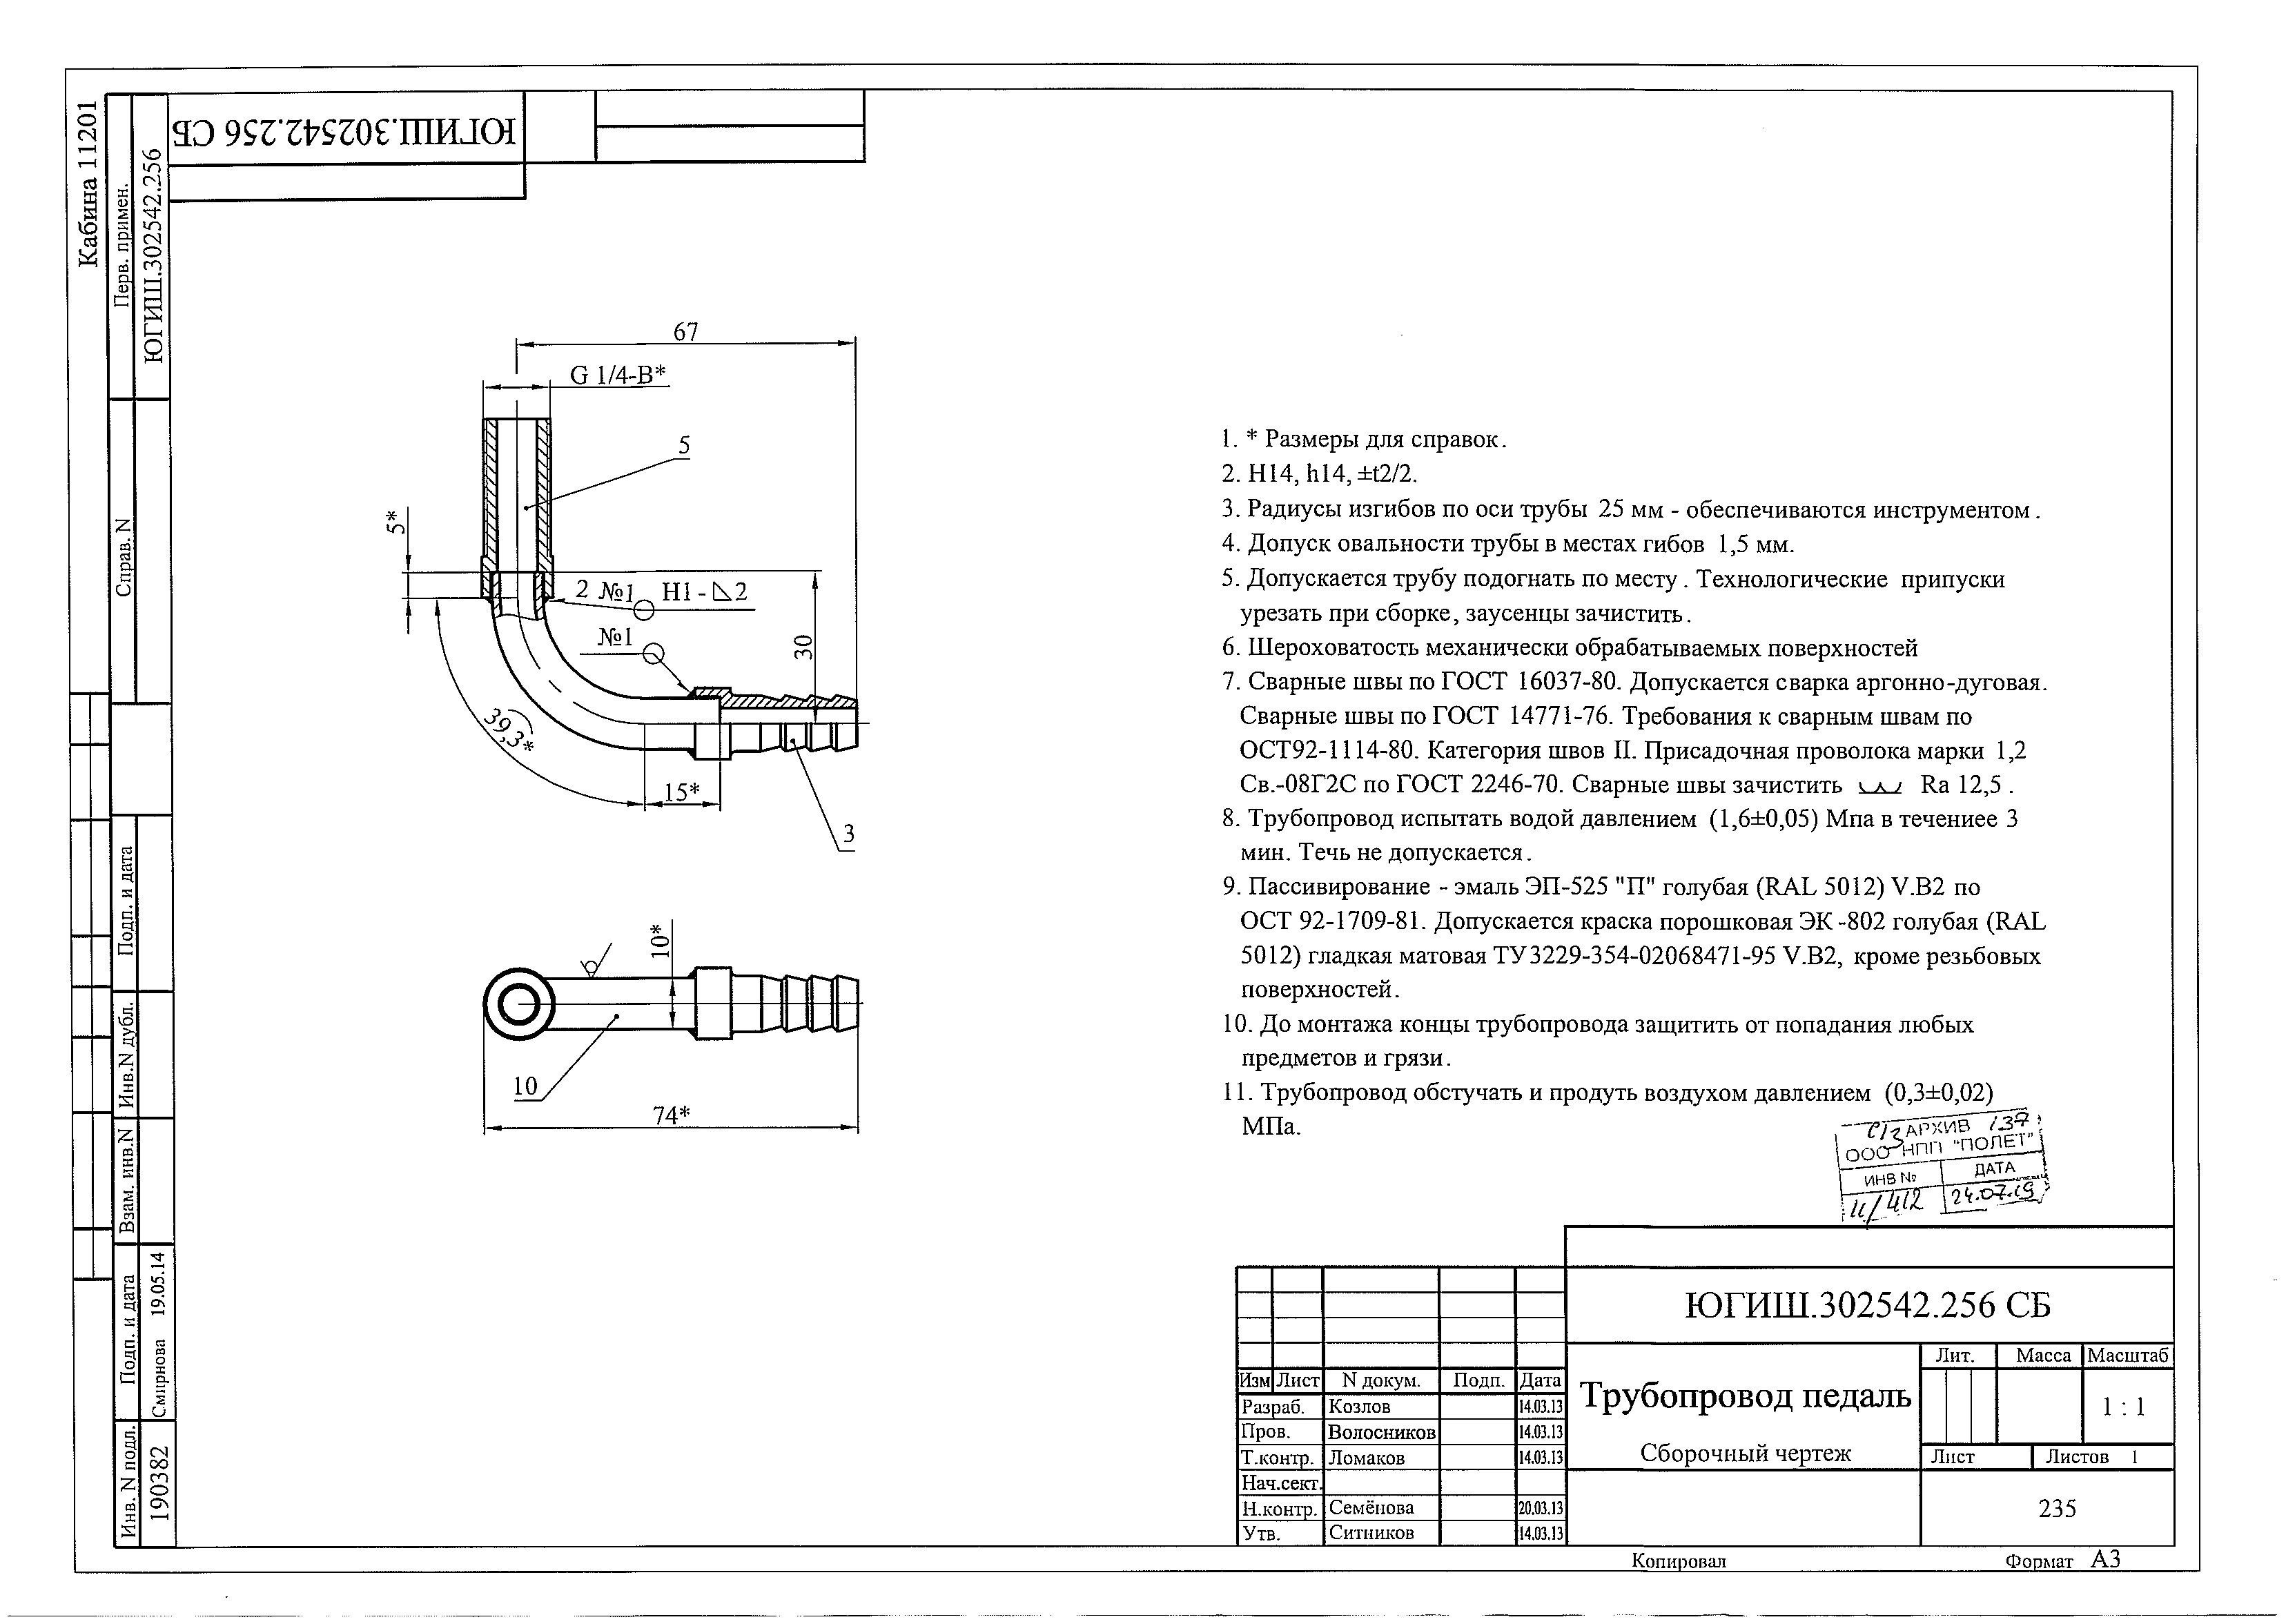 Кабина 11201
Перв. примен.
ЮГИШ.302542.256
Справ. N
Подп. и дата
Инв.N дубл.
Взам. инв.N
Подп. и дата
Смирнова 19.05.14
Инв. N подл.
190382
ЮГИШ.302542.256 СБ
67
G 1/4-B*
5
5*
2 №1 Н1 - ◺2
№1
30
39,3*
15*
3
10*
10
74*
1. * Размеры для справок.
2. H14, h14, ±t2/2.
3. Радиусы изгибов по оси трубы 25 мм - обеспечиваются инструментом.
4. Допуск овальности трубы в местах гибов 1,5 мм.
5. Допускается трубу подогнать по месту. Технологические припуски
урезать при сборке, заусенцы зачистить.
6. Шероховатость механически обрабатываемых поверхностей
7. Сварные швы по ГОСТ 16037-80. Допускается сварка аргонно-дуговая.
Сварные швы по ГОСТ 14771-76. Требования к сварным швам по
ОСТ92-1114-80. Категория швов II. Присадочная проволока марки 1,2
Св.-08Г2С по ГОСТ 2246-70. Сварные швы зачистить Ra 12,5.
8. Трубопровод испытать водой давлением (1,6±0,05) Мпа в течениее 3
мин. Течь не допускается.
9. Пассивирование - эмаль ЭП-525 "П" голубая (RAL 5012) V.B2 по
ОСТ 92-1709-81. Допускается краска порошковая ЭК-802 голубая (RAL
5012) гладкая матовая ТУ3229-354-02068471-95 V.B2, кроме резьбовых
поверхностей.
10. До монтажа концы трубопровода защитить от попадания любых
предметов и грязи.
11. Трубопровод обстучать и продуть воздухом давлением (0,3±0,02)
МПа.
АРХИВ 137
ООО НПП "ПОЛЕТ"
ИНВ № ДАТА
11/412 24.07.19
ЮГИШ.302542.256 СБ
Изм Лист N докум. Подп. Дата
Разраб. Козлов 14.03.13
Пров. Волосников 14.03.13
Т.контр. Ломаков 14.03.13
Нач.сект.
Н.контр. Семёнова 20.03.13
Утв. Ситников 14.03.13
Трубопровод педаль
Сборочный чертеж
Лит. Масса Масштаб
1 : 1
Лист Листов 1
235
Копировал Формат А3